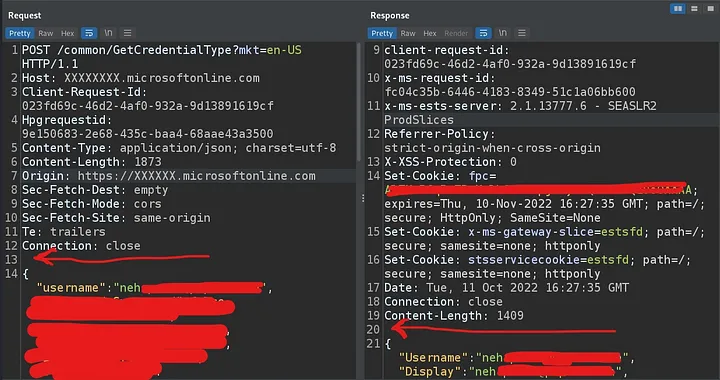 Request
Pretty Raw Hex \n
1 POST /common/GetCredentialType?mkt=en-US
HTTP/1.1
2 Host: XXXXXXXX.microsoftonline.com
3 Client-Request-Id:
023fd69c-46d2-4af0-932a-9d13891619cf
4 Hpgrequestid:
9e150683-2e68-435c-baa4-68aae43a3500
5 Content-Type: application/json; charset=utf-8
6 Content-Length: 1873
7 Origin: https://XXXXXX.microsoftonline.com
8 Sec-Fetch-Dest: empty
9 Sec-Fetch-Mode: cors
10 Sec-Fetch-Site: same-origin
11 Te: trailers
12 Connection: close
13
14 {
"username":"neh
",
Response
Pretty Raw Hex Render \n
9 client-request-id:
023fd69c-46d2-4af0-932a-9d13891619cf
10 x-ms-request-id:
fc04c35b-6446-4183-8349-51c1a06bb600
11 x-ms-ests-server: 2.1.13777.6 - SEASLR2
ProdSlices
12 Referrer-Policy:
strict-origin-when-cross-origin
13 X-XSS-Protection: 0
14 Set-Cookie: fpc=
A;
expires=Thu, 10-Nov-2022 16:27:35 GMT; path=/;
secure; HttpOnly; SameSite=None
15 Set-Cookie: x-ms-gateway-slice=estsfd; path=/;
secure; samesite=none; httponly
16 Set-Cookie: stsservicecookie=estsfd; path=/;
secure; samesite=none; httponly
17 Date: Tue, 11 Oct 2022 16:27:35 GMT
18 Connection: close
19 Content-Length: 1409
20
21 {
"Username":"neh
",
"Display":"neh
",